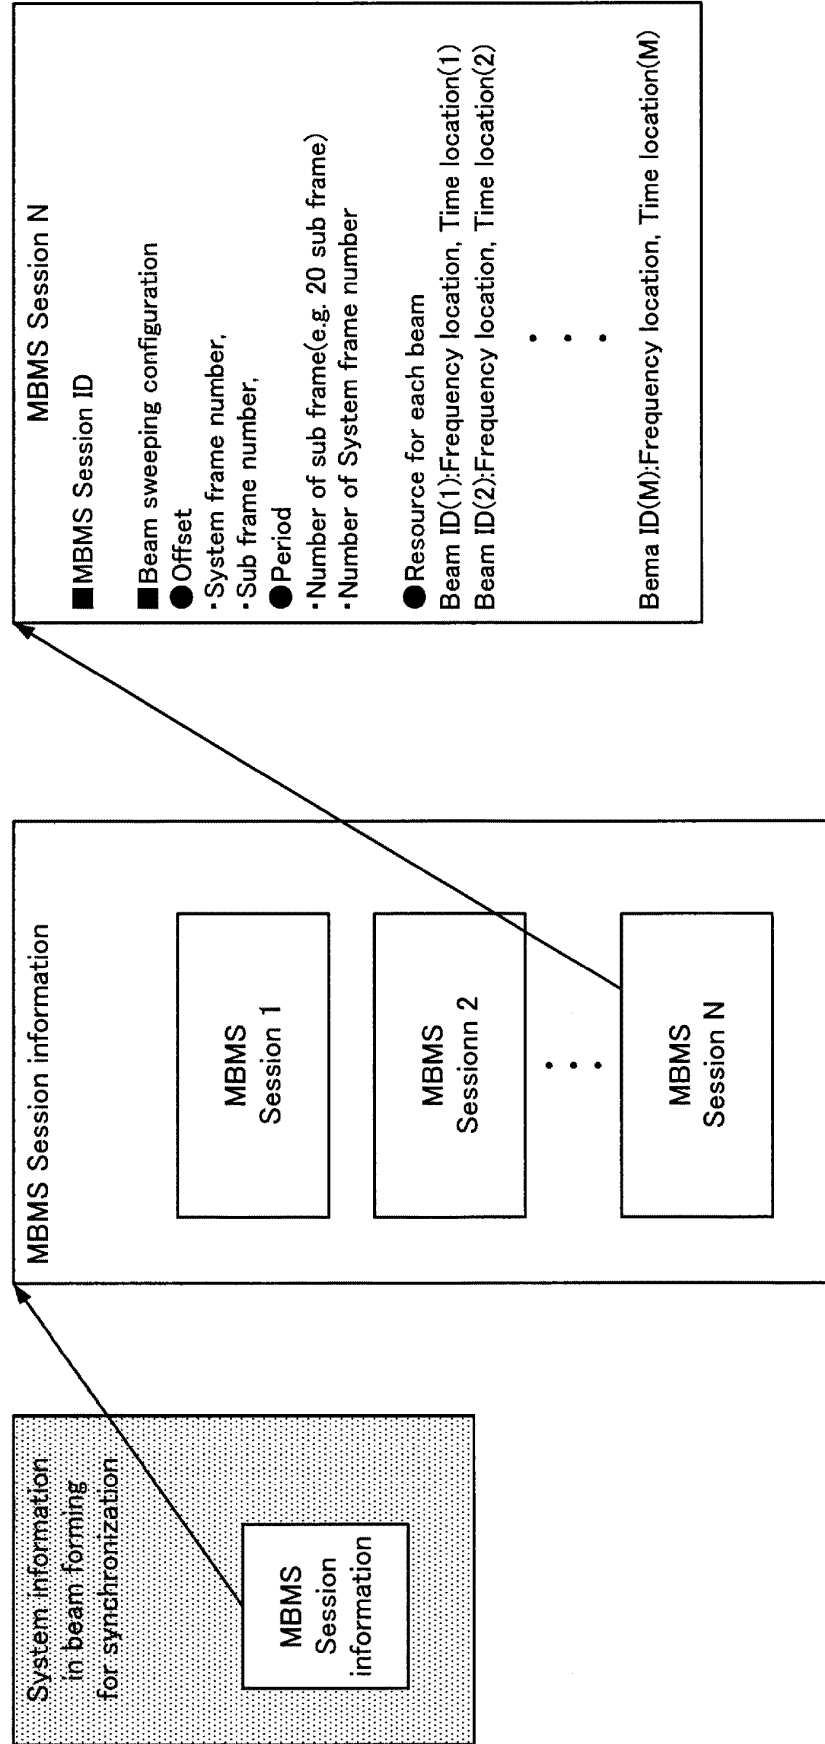 System information
in beam forming
for synchronization
MBMS
Session
information
MBMS Session information
MBMS
Session 1
MBMS
Sessionn 2
・・・
MBMS
Session N
MBMS Session N
■MBMS Session ID
■Beam sweeping configuration
●Offset
・System frame number,
・Sub frame number,
●Period
・Number of sub frame(e.g. 20 sub frame)
・Number of System frame number
●Resource for each beam
Beam ID(1):Frequency location, Time location(1)
Beam ID(2):Frequency location, Time location(2)
・・・
Bema ID(M):Frequency location, Time location(M)